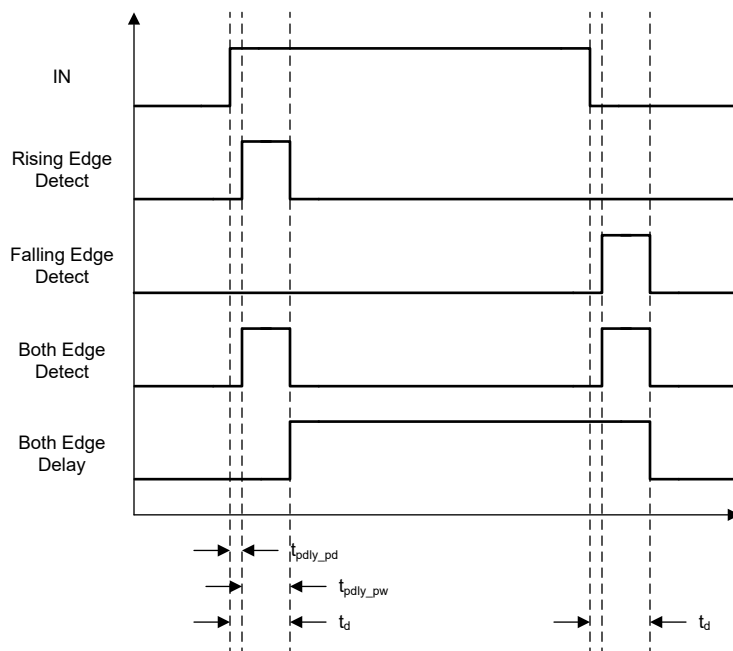 IN
Rising Edge
Detect
Falling Edge
Detect
Both Edge
Detect
Both Edge
Delay
tpdly_pd
tpdly_pw
td
td